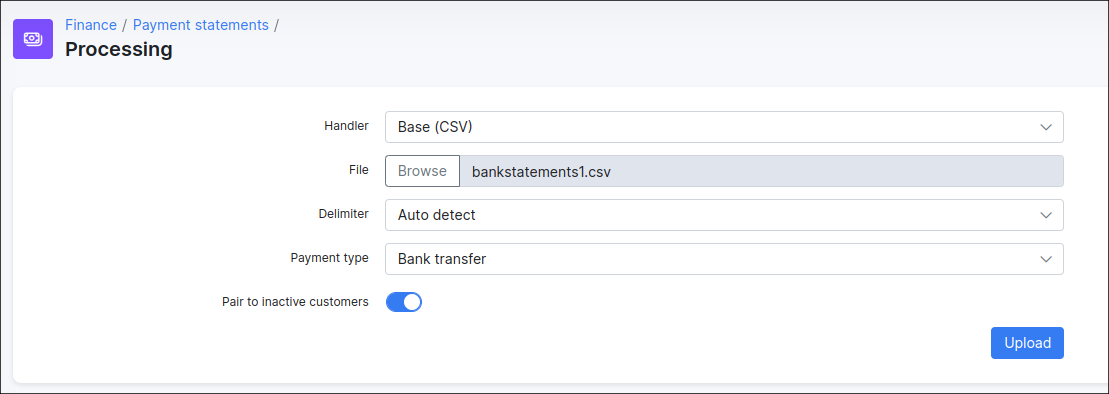 Finance / Payment statements /
Processing
Handler Base (CSV)
File Browse bankstatements1.csv
Delimiter Auto detect
Payment type Bank transfer
Pair to inactive customers
Upload